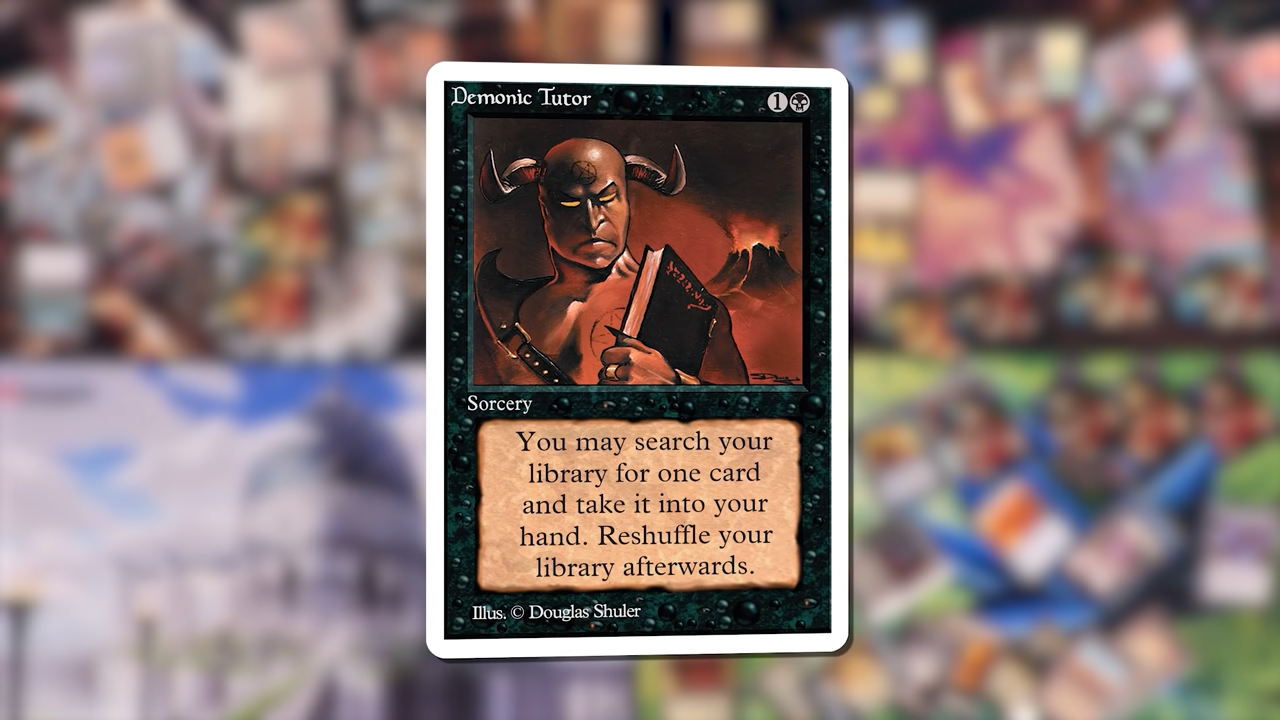 Demonic Tutor 1
Sorcery
You may search your
library for one card
and take it into your
hand. Reshuffle your
library afterwards.
Illus. © Douglas Shuler